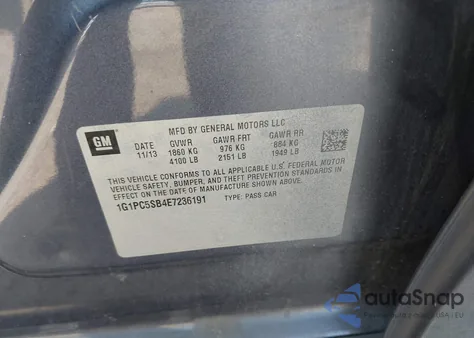 GM
MFD BY GENERAL MOTORS LLC
DATE GVWR GAWR FRT GAWR RR
11/13 1860 KG 976 KG 884 KG
4100 LB 2151 LB 1949 LB
THIS VEHICLE CONFORMS TO ALL APPLICABLE U.S. FEDERAL MOTOR
VEHICLE SAFETY, BUMPER, AND THEFT PREVENTION STANDARDS IN
EFFECT ON THE DATE OF MANUFACTURE SHOWN ABOVE.
1G1PC5SB4E7236191 TYPE: PASS CAR
autaSnap